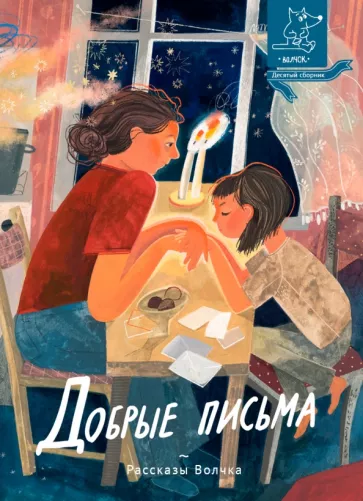 • ВОЛЧОК •
Десятый сборник
ДОБРЫЕ ПИСЬМА
~
Рассказы Волчка